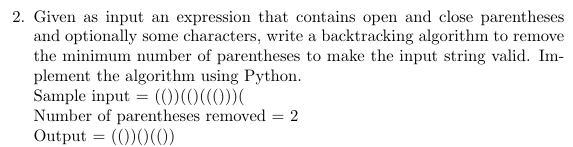 2. Given as input an expression that contains open and close parentheses
and optionally some characters, write a backtracking algorithm to remove
the minimum number of parentheses to make the input string valid. Im-
plement the algorithm using Python.
Sample input = (())(()((()))(
Number of parentheses removed = 2
Output = (())()(())